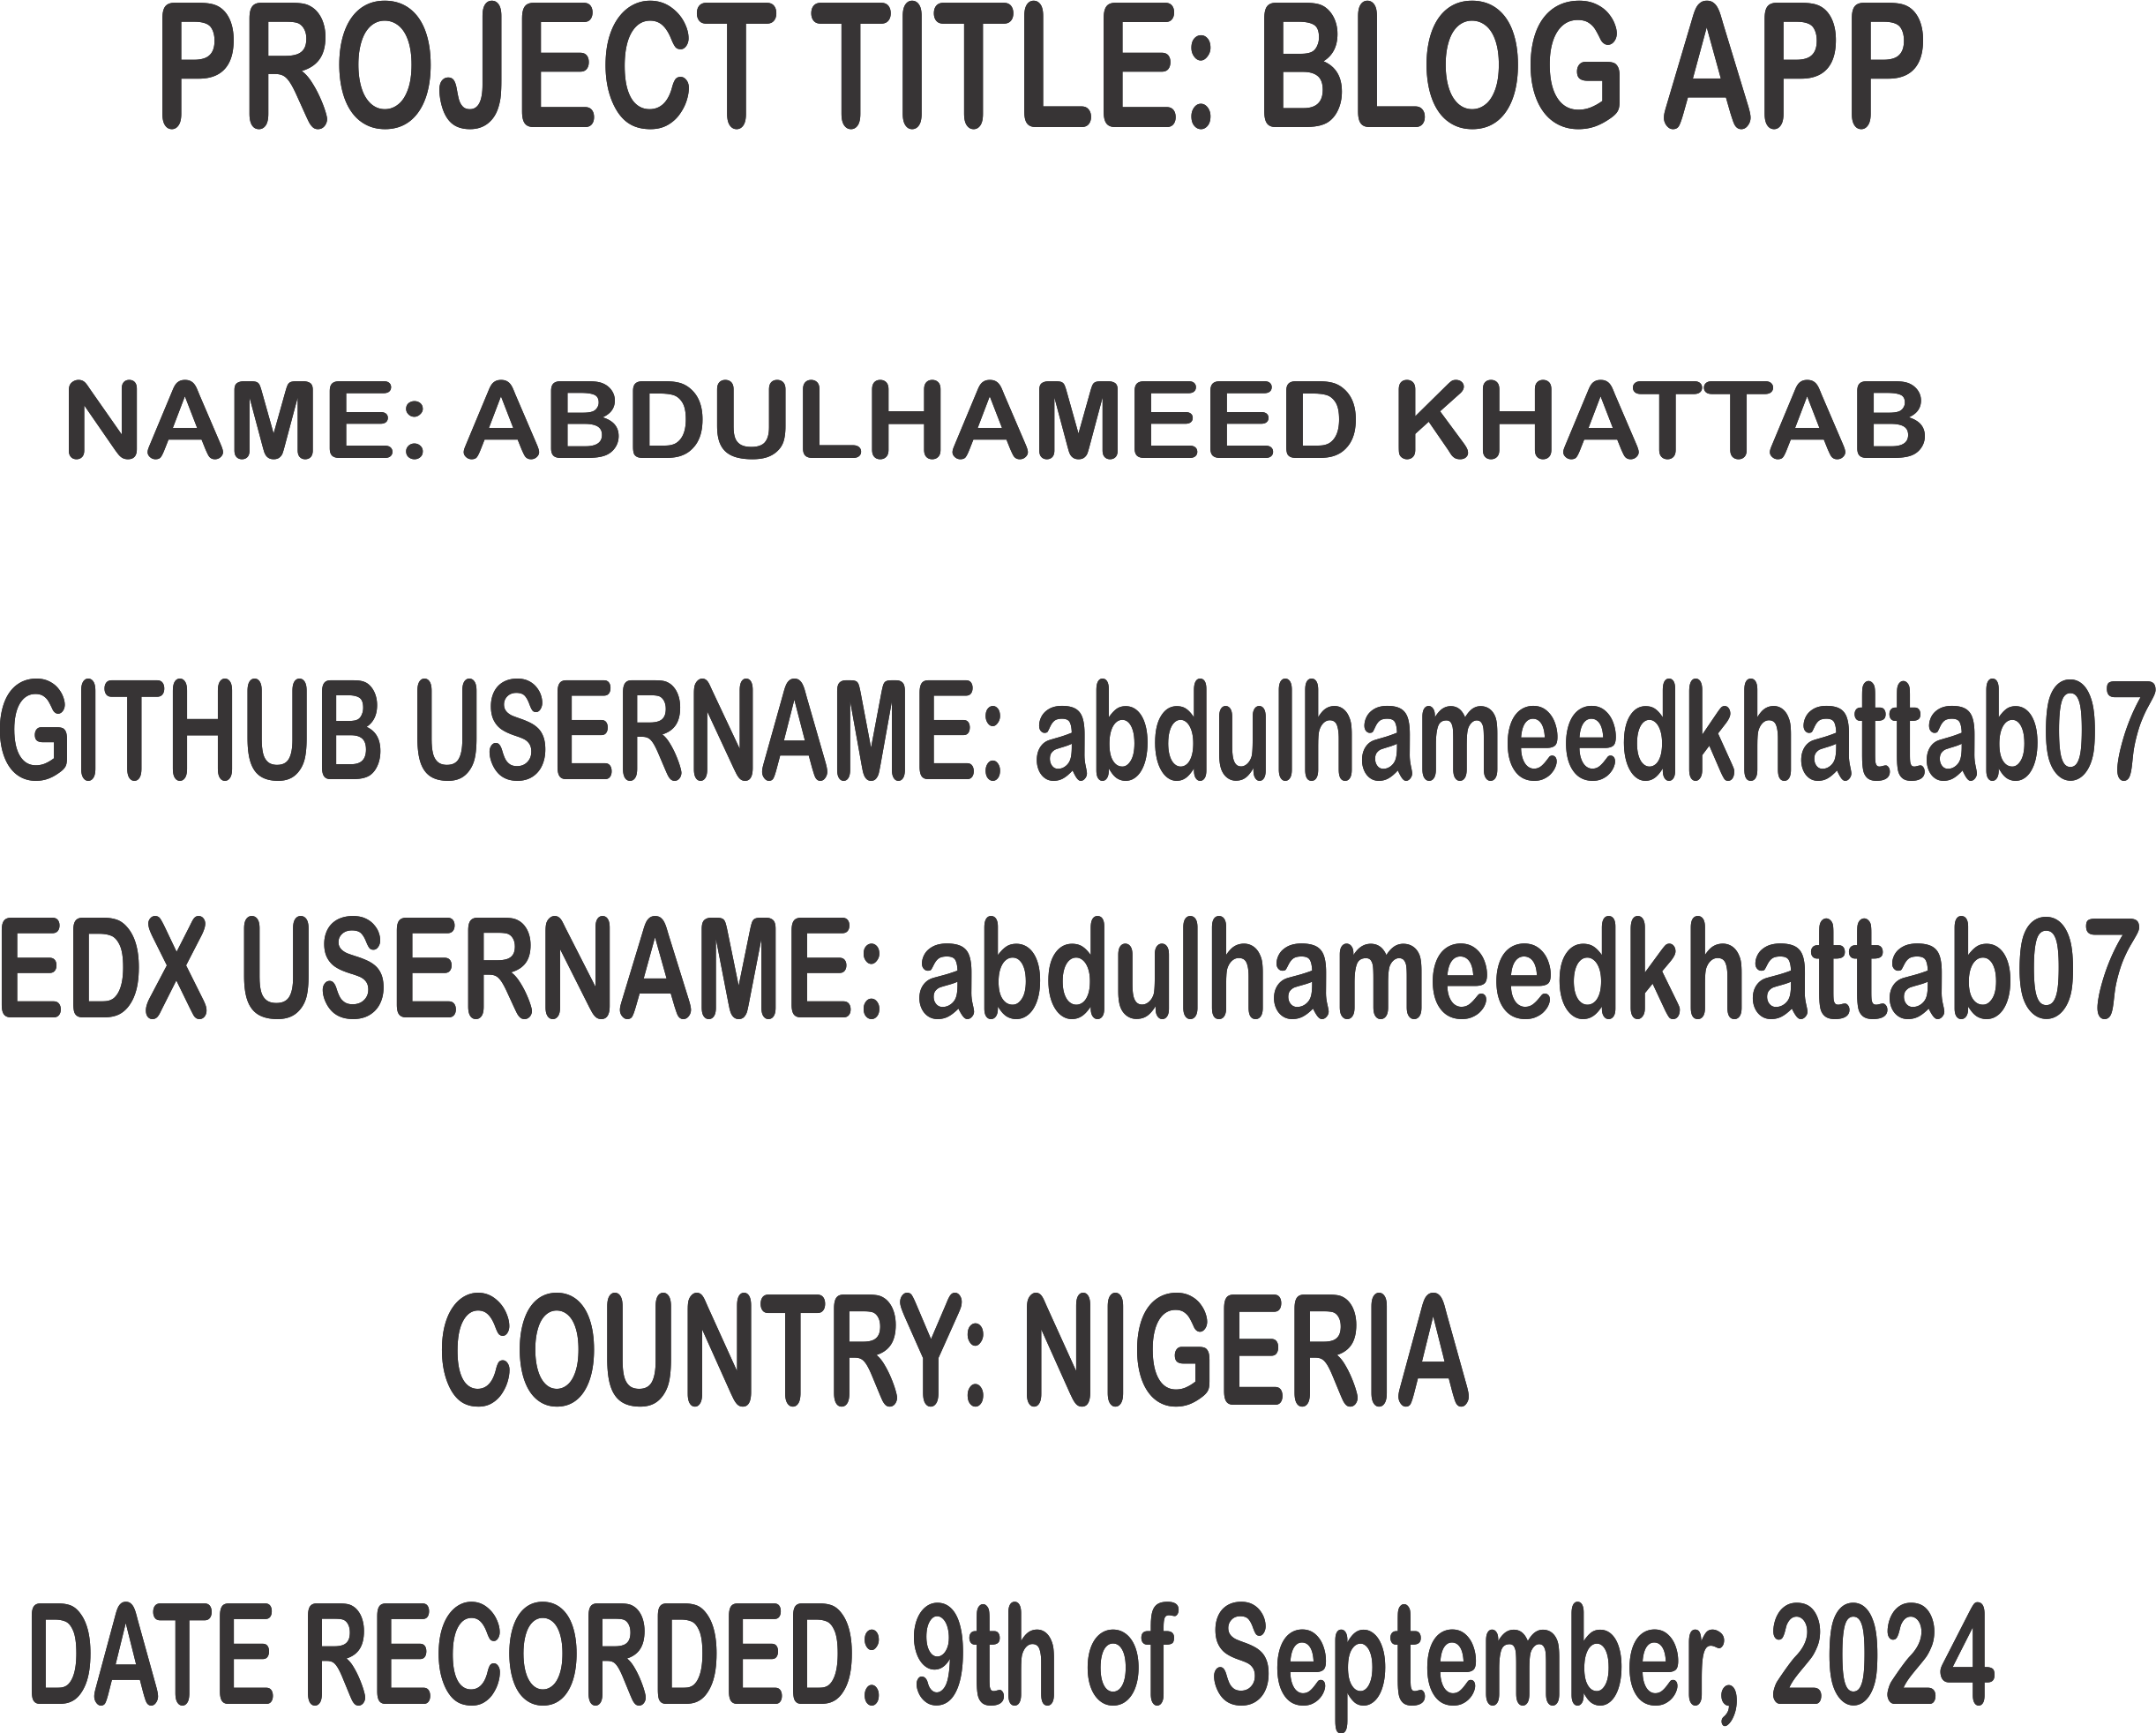 PROJECT TITLE: BLOG APP
NAME: ABDULHAMEED KHATTAB
GITHUB USERNAME: abdulhameedkhattab07
EDX USERNAME: abdulhameedkhattab07
COUNTRY: NIGERIA
DATE RECORDED: 9th of September, 2024